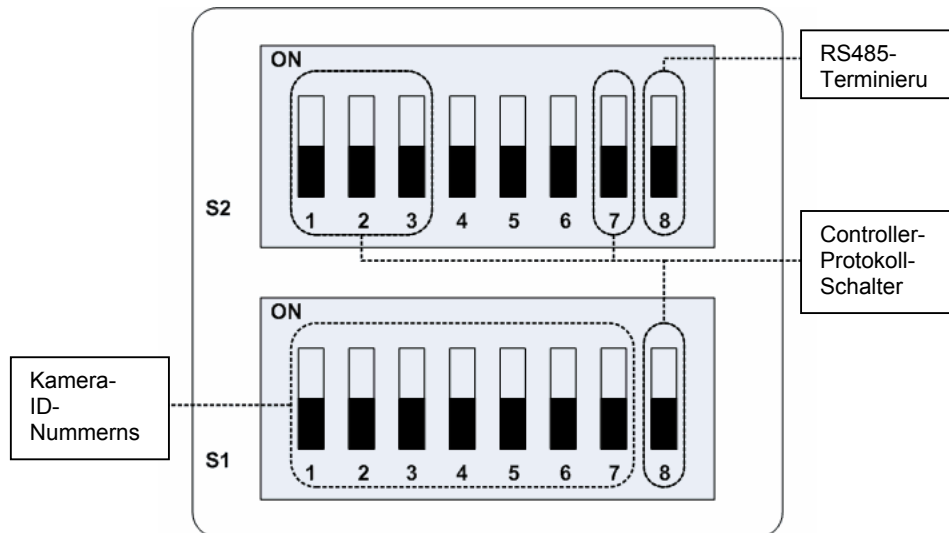 ON
S2
1 2 3 4 5 6 7 8
RS485-
Terminieru
Controller-
Protokoll-
Schalter
ON
S1
1 2 3 4 5 6 7 8
Kamera-
ID-
Nummerns